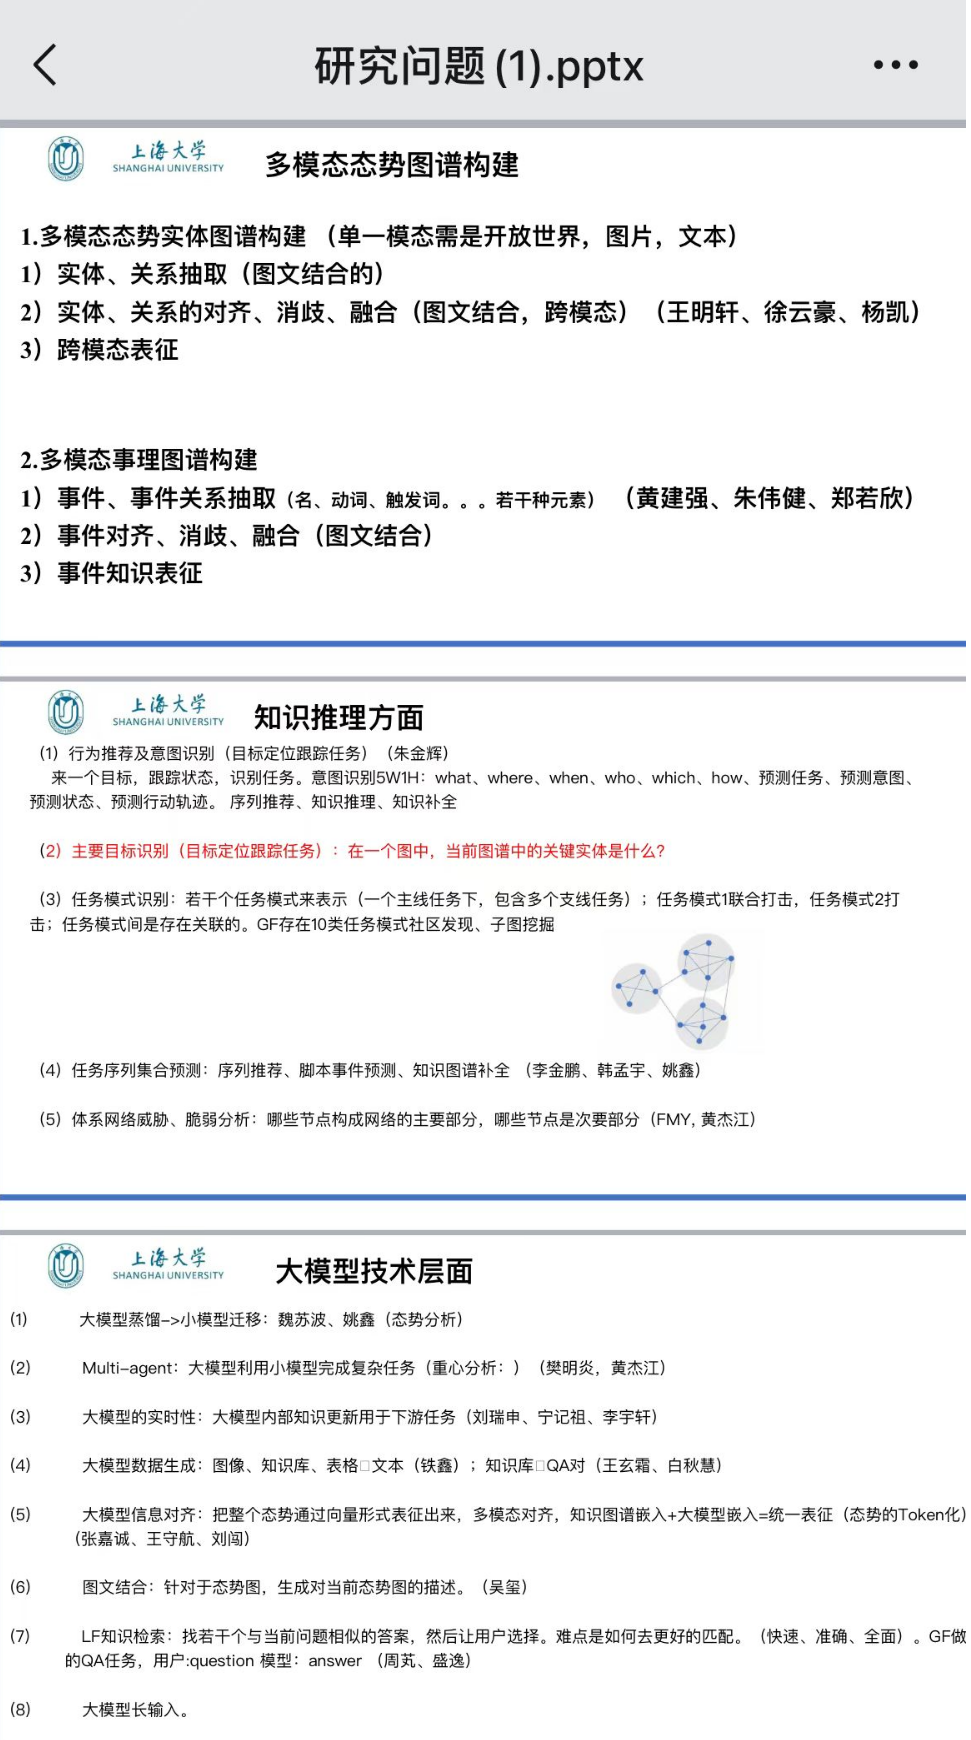 研究问题(1).pptx
上海大学
SHANGHAI UNIVERSITY
多模态态势图谱构建
1.多模态态势实体图谱构建 （单一模态需是开放世界，图片，文本）
1）实体、关系抽取（图文结合的）
2）实体、关系的对齐、消歧、融合（图文结合，跨模态）（王明轩、徐云豪、杨凯）
3）跨模态表征
2.多模态事理图谱构建
1）事件、事件关系抽取（名、动词、触发词。。。若干种元素）（黄建强、朱伟健、郑若欣）
2）事件对齐、消歧、融合（图文结合）
3）事件知识表征
上海大学
SHANGHAI UNIVERSITY
知识推理方面
（1）行为推荐及意图识别（目标定位跟踪任务）（朱金辉）
来一个目标，跟踪状态，识别任务。意图识别5W1H：what、where、when、who、which、how、预测任务、预测意图、
预测状态、预测行动轨迹。 序列推荐、知识推理、知识补全
（2）主要目标识别（目标定位跟踪任务）：在一个图中，当前图谱中的关键实体是什么？
（3）任务模式识别：若干个任务模式来表示（一个主线任务下，包含多个支线任务）；任务模式1联合打击，任务模式2打
击；任务模式间是存在关联的。GF存在10类任务模式社区发现、子图挖掘
（4）任务序列集合预测：序列推荐、脚本事件预测、知识图谱补全 （李金鹏、韩孟宇、姚鑫）
（5）体系网络威胁、脆弱分析：哪些节点构成网络的主要部分，哪些节点是次要部分（FMY, 黄杰江）
上海大学
SHANGHAI UNIVERSITY
大模型技术层面
(1) 大模型蒸馏->小模型迁移：魏苏波、姚鑫（态势分析）
(2) Multi-agent：大模型利用小模型完成复杂任务（重心分析：）（樊明炎，黄杰江）
(3) 大模型的实时性：大模型内部知识更新用于下游任务（刘瑞申、宁记祖、李宇轩）
(4) 大模型数据生成：图像、知识库、表格□文本（铁鑫）；知识库□QA对（王玄霜、白秋慧）
(5) 大模型信息对齐：把整个态势通过向量形式表征出来，多模态对齐，知识图谱嵌入+大模型嵌入=统一表征（态势的Token化）
（张嘉诚、王守航、刘闯）
(6) 图文结合：针对于态势图，生成对当前态势图的描述。（吴玺）
(7) LF知识检索：找若干个与当前问题相似的答案，然后让用户选择。难点是如何去更好的匹配。（快速、准确、全面）。GF做
的QA任务，用户:question 模型：answer （周芄、盛逸）
(8) 大模型长输入。